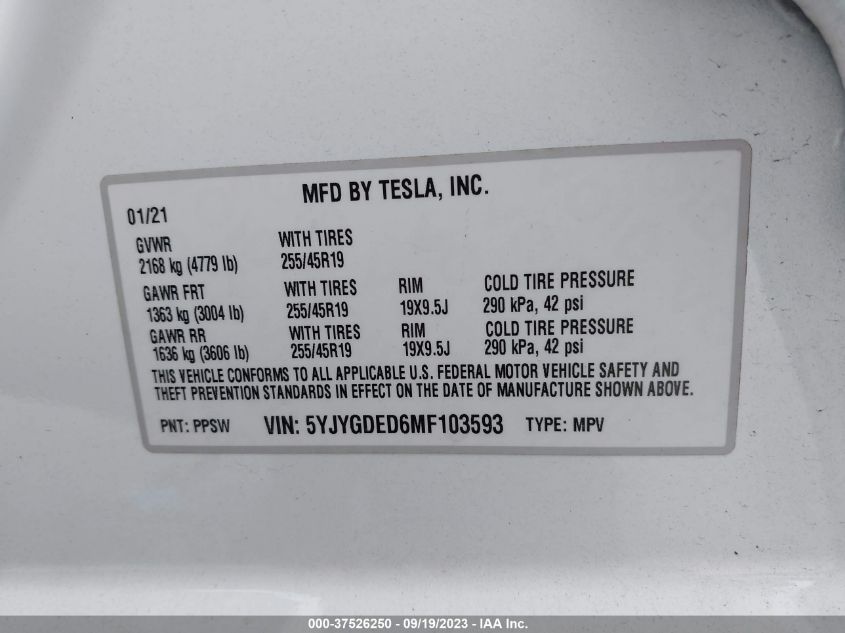 MFD BY TESLA, INC.
01/21
GVWR WITH TIRES
2168 kg (4779 lb) 255/45R19
GAWR FRT WITH TIRES RIM COLD TIRE PRESSURE
1363 kg (3004 lb) 255/45R19 19X9.5J 290 kPa, 42 psi
GAWR RR WITH TIRES RIM COLD TIRE PRESSURE
1636 kg (3606 lb) 255/45R19 19X9.5J 290 kPa, 42 psi
THIS VEHICLE CONFORMS TO ALL APPLICABLE U.S. FEDERAL MOTOR VEHICLE SAFETY AND
THEFT PREVENTION STANDARDS IN EFFECT ON THE DATE OF MANUFACTURE SHOWN ABOVE.
PNT: PPSW VIN: 5YJYGDED6MF103593 TYPE: MPV
000-37526250 - 09/19/2023 - IAA Inc.